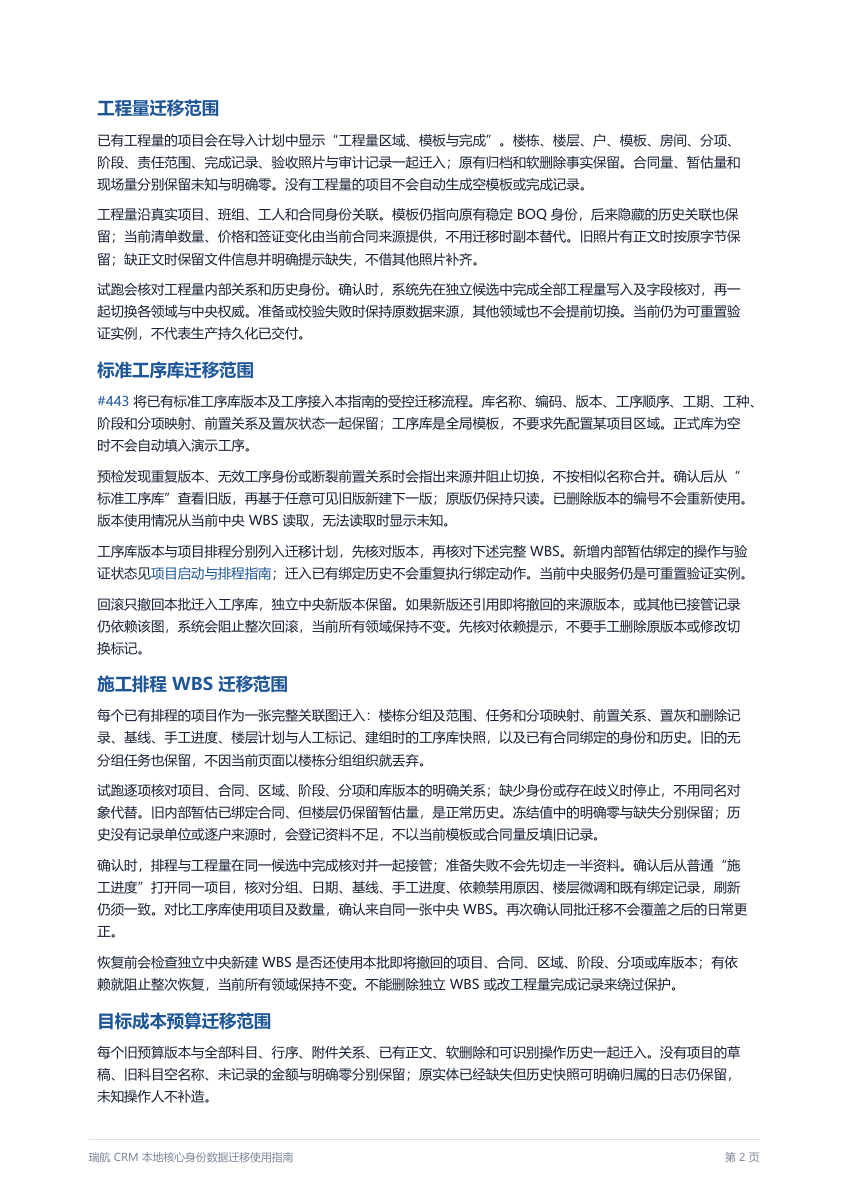 工程量迁移范围
已有工程量的项目会在导入计划中显示“工程量区域、模板与完成”。楼栋、楼层、户、模板、房间、分项、
阶段、责任范围、完成记录、验收照片与审计记录一起迁入；原有归档和软删除事实保留。合同量、暂估量和
现场量分别保留未知与明确零。没有工程量的项目不会自动生成空模板或完成记录。
工程量沿真实项目、班组、工人和合同身份关联。模板仍指向原有稳定 BOQ 身份，后来隐藏的历史关联也保
留；当前清单数量、价格和签证变化由当前合同来源提供，不用迁移时副本替代。旧照片有正文时按原字节保
留；缺正文时保留文件信息并明确提示缺失，不借其他照片补齐。
试跑会核对工程量内部关系和历史身份。确认时，系统先在独立候选中完成全部工程量写入及字段核对，再一
起切换各领域与中央权威。准备或校验失败时保持原数据来源，其他领域也不会提前切换。当前仍为可重置验
证实例，不代表生产持久化已交付。
标准工序库迁移范围
#443 将已有标准工序库版本及工序接入本指南的受控迁移流程。库名称、编码、版本、工序顺序、工期、工种、
阶段和分项映射、前置关系及置灰状态一起保留；工序库是全局模板，不要求先配置某项目区域。正式库为空
时不会自动填入演示工序。
预检发现重复版本、无效工序身份或断裂前置关系时会指出来源并阻止切换，不按相似名称合并。确认后从“
标准工序库”查看旧版，再基于任意可见旧版新建下一版；原版仍保持只读。已删除版本的编号不会重新使用。
版本使用情况从当前中央 WBS 读取，无法读取时显示未知。
工序库版本与项目排程分别列入迁移计划，先核对版本，再核对下述完整 WBS。新增内部暂估绑定的操作与验
证状态见项目启动与排程指南；迁入已有绑定历史不会重复执行绑定动作。当前中央服务仍是可重置验证实例。
回滚只撤回本批迁入工序库，独立中央新版本保留。如果新版还引用即将撤回的来源版本，或其他已接管记录
仍依赖该图，系统会阻止整次回滚，当前所有领域保持不变。先核对依赖提示，不要手工删除原版本或修改切
换标记。
施工排程 WBS 迁移范围
每个已有排程的项目作为一张完整关联图迁入：楼栋分组及范围、任务和分项映射、前置关系、置灰和删除记
录、基线、手工进度、楼层计划与人工标记、建组时的工序库快照，以及已有合同绑定的身份和历史。旧的无
分组任务也保留，不因当前页面以楼栋分组组织就丢弃。
试跑逐项核对项目、合同、区域、阶段、分项和库版本的明确关系；缺少身份或存在歧义时停止，不用同名对
象代替。旧内部暂估已绑定合同、但楼层仍保留暂估量，是正常历史。冻结值中的明确零与缺失分别保留；历
史没有记录单位或逐户来源时，会登记资料不足，不以当前模板或合同量反填旧记录。
确认时，排程与工程量在同一候选中完成核对并一起接管；准备失败不会先切走一半资料。确认后从普通“施
工进度”打开同一项目，核对分组、日期、基线、手工进度、依赖禁用原因、楼层微调和既有绑定记录，刷新
仍须一致。对比工序库使用项目及数量，确认来自同一张中央 WBS。再次确认同批迁移不会覆盖之后的日常更
正。
恢复前会检查独立中央新建 WBS 是否还使用本批即将撤回的项目、合同、区域、阶段、分项或库版本；有依
赖就阻止整次恢复，当前所有领域保持不变。不能删除独立 WBS 或改工程量完成记录来绕过保护。
目标成本预算迁移范围
每个旧预算版本与全部科目、行序、附件关系、已有正文、软删除和可识别操作历史一起迁入。没有项目的草
稿、旧科目空名称、未记录的金额与明确零分别保留；原实体已经缺失但历史快照可明确归属的日志仍保留，
未知操作人不补造。
瑞航 CRM 本地核心身份数据迁移使用指南
第 2 页